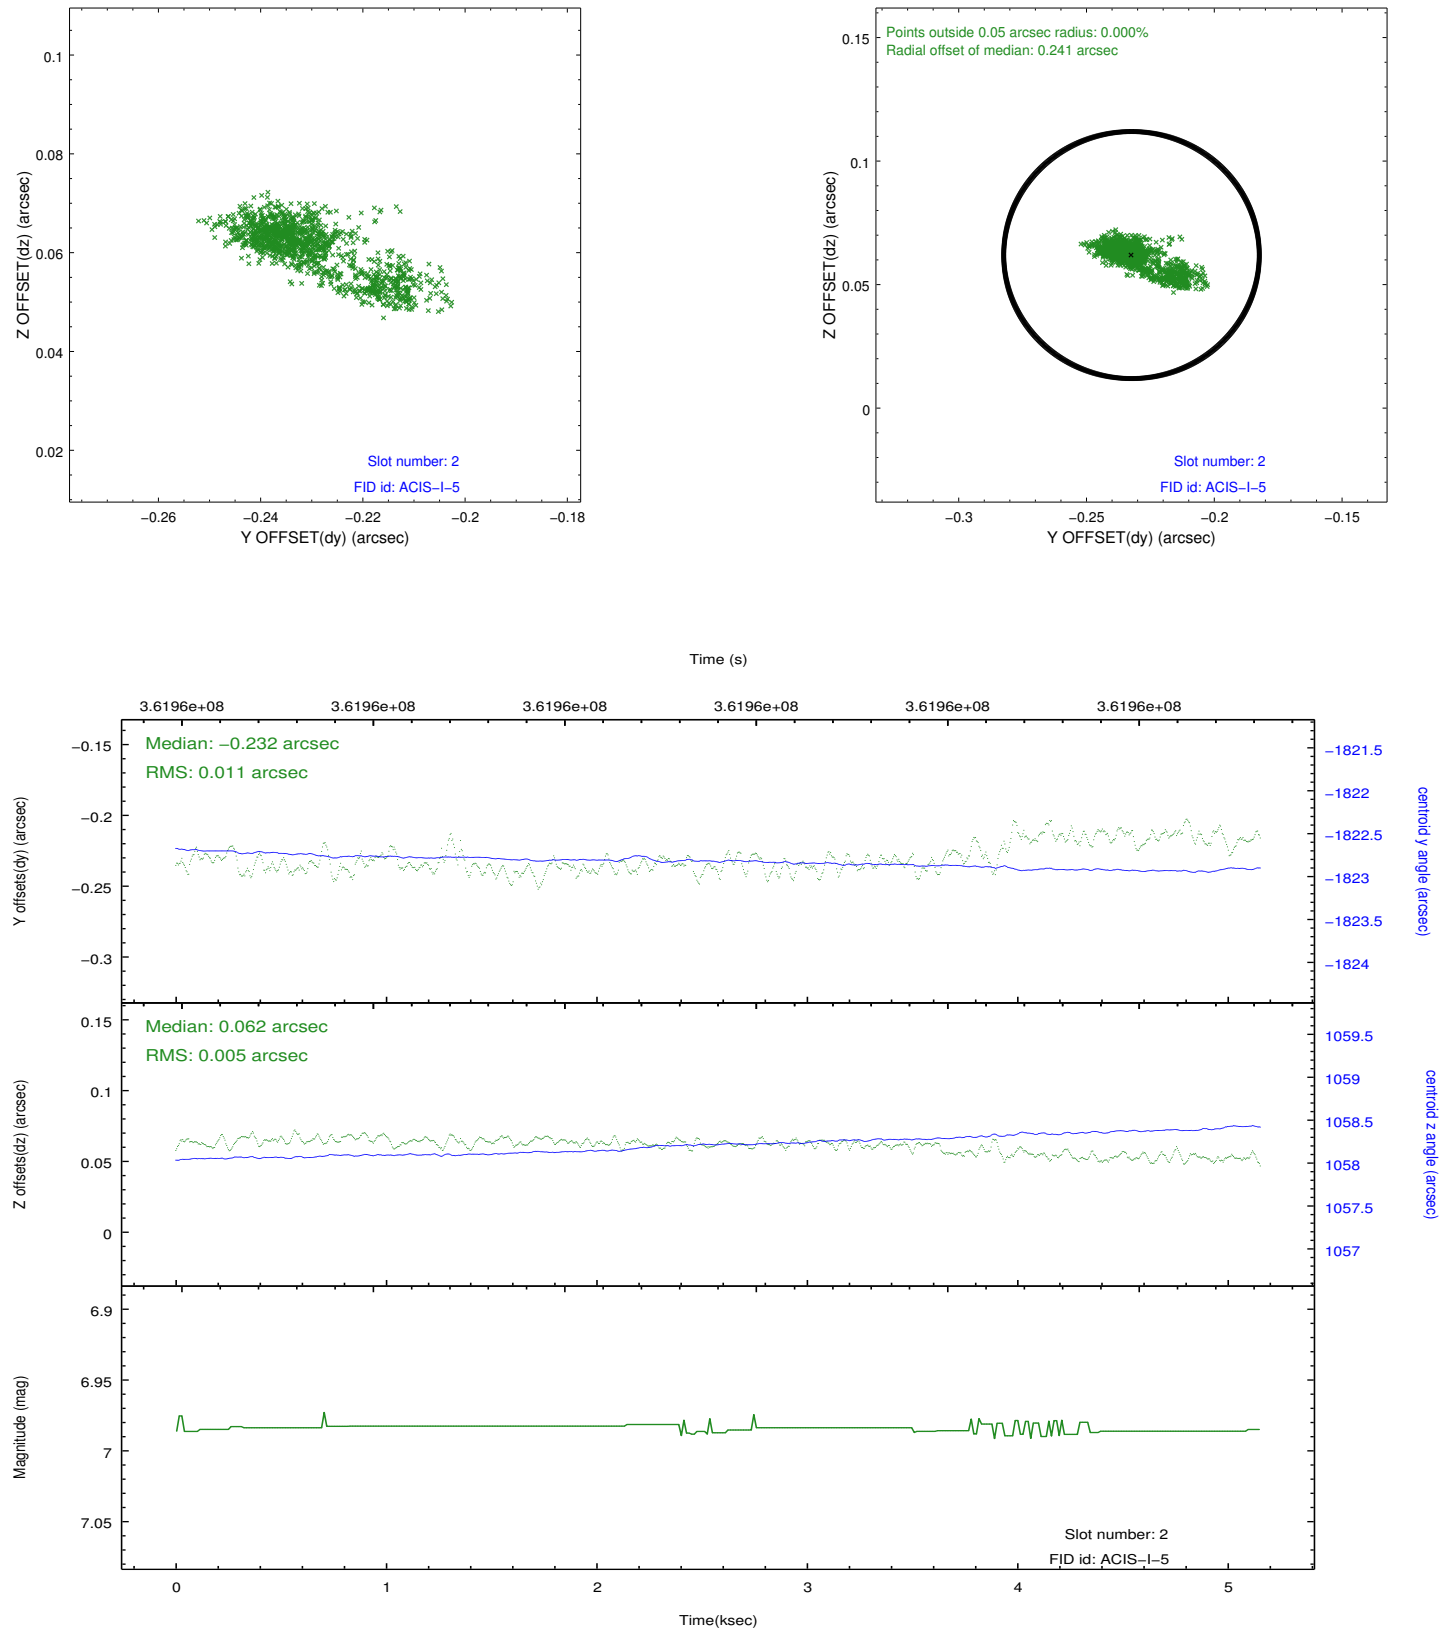 0.1
0.08
0.06
0.04
0.02
Z OFFSET(dz) (arcsec)
Slot number: 2
FID id: ACIS−I−5
−0.26 −0.24 −0.22 −0.2 −0.18
Y OFFSET(dy) (arcsec)
Points outside 0.05 arcsec radius: 0.000%
Radial offset of median: 0.241 arcsec
0.15
0.1
0.05
0
Z OFFSET(dz) (arcsec)
Slot number: 2
FID id: ACIS−I−5
−0.3 −0.25 −0.2 −0.15
Y OFFSET(dy) (arcsec)
Time (s)
3.6196e+08 3.6196e+08 3.6196e+08 3.6196e+08 3.6196e+08 3.6196e+08
Median: −0.232 arcsec
RMS: 0.011 arcsec
−0.15
−0.2
−0.25
−0.3
Y offsets(dy) (arcsec)
−1821.5
−1822
−1822.5
−1823
−1823.5
−1824
centroid y angle (arcsec)
Median: 0.062 arcsec
RMS: 0.005 arcsec
0.15
0.1
0.05
0
Z offsets(dz) (arcsec)
1059.5
1059
1058.5
1058
1057.5
1057
centroid z angle (arcsec)
6.9
6.95
7
7.05
Magnitude (mag)
Slot number: 2
FID id: ACIS−I−5
0 1 2 3 4 5
Time(ksec)